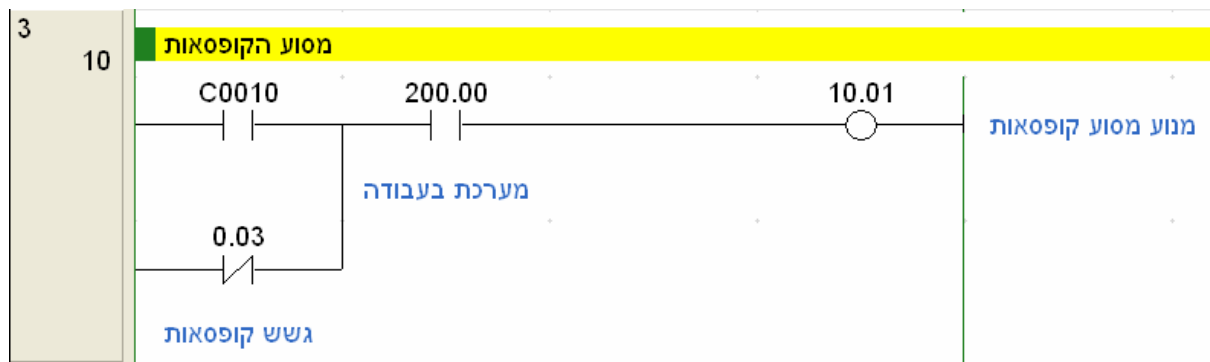 3
10
מסוע הקופסאות
C0010
200.00
10.01
מנוע מסוע קופסאות
מערכת בעבודה
0.03
גשש קופסאות